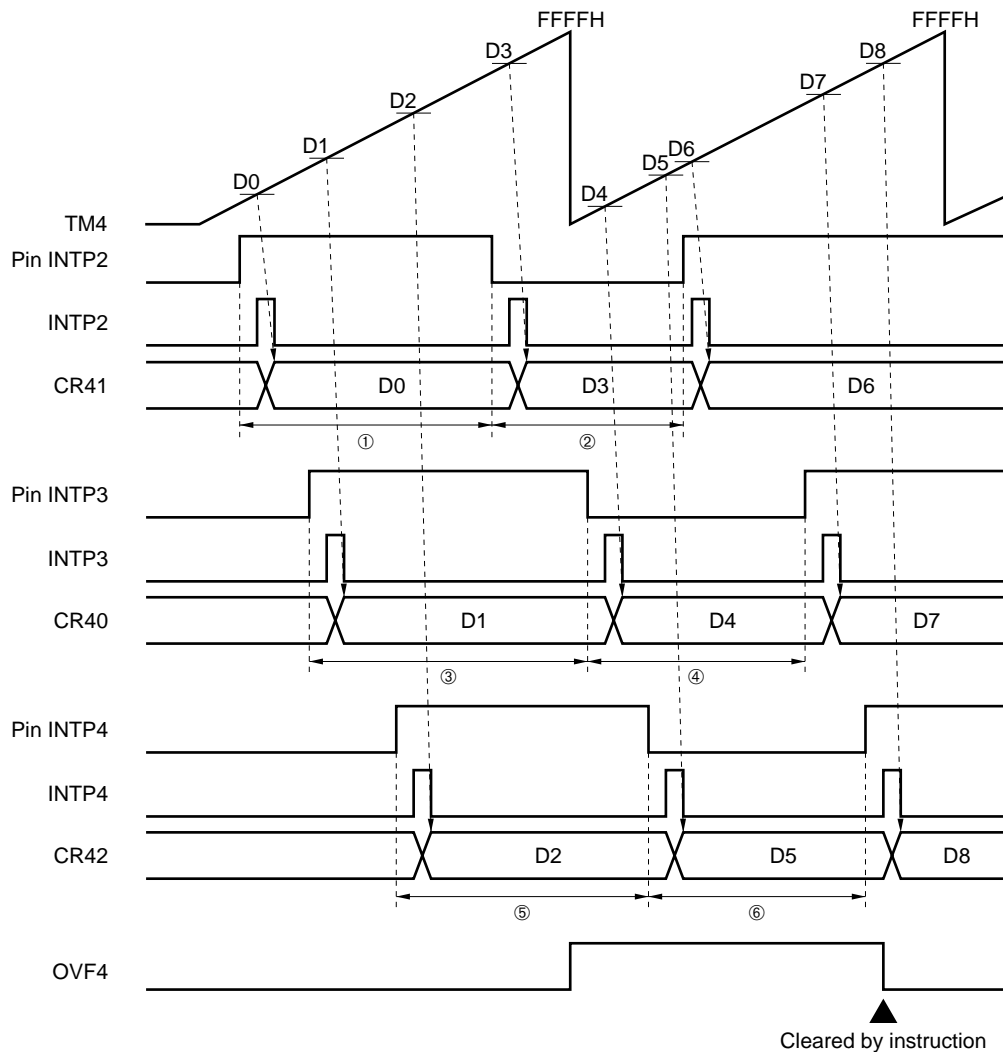 FFFFH FFFFH
D3 D8
D7
D2
D1
D5 D6
D0 D4
TM4
Pin INTP2
INTP2
CR41 D0 D3 D6
① ②
Pin INTP3
INTP3
CR40 D1 D4 D7
③ ④
Pin INTP4
INTP4
CR42 D2 D5 D8
⑤ ⑥
OVF4
Cleared by instruction